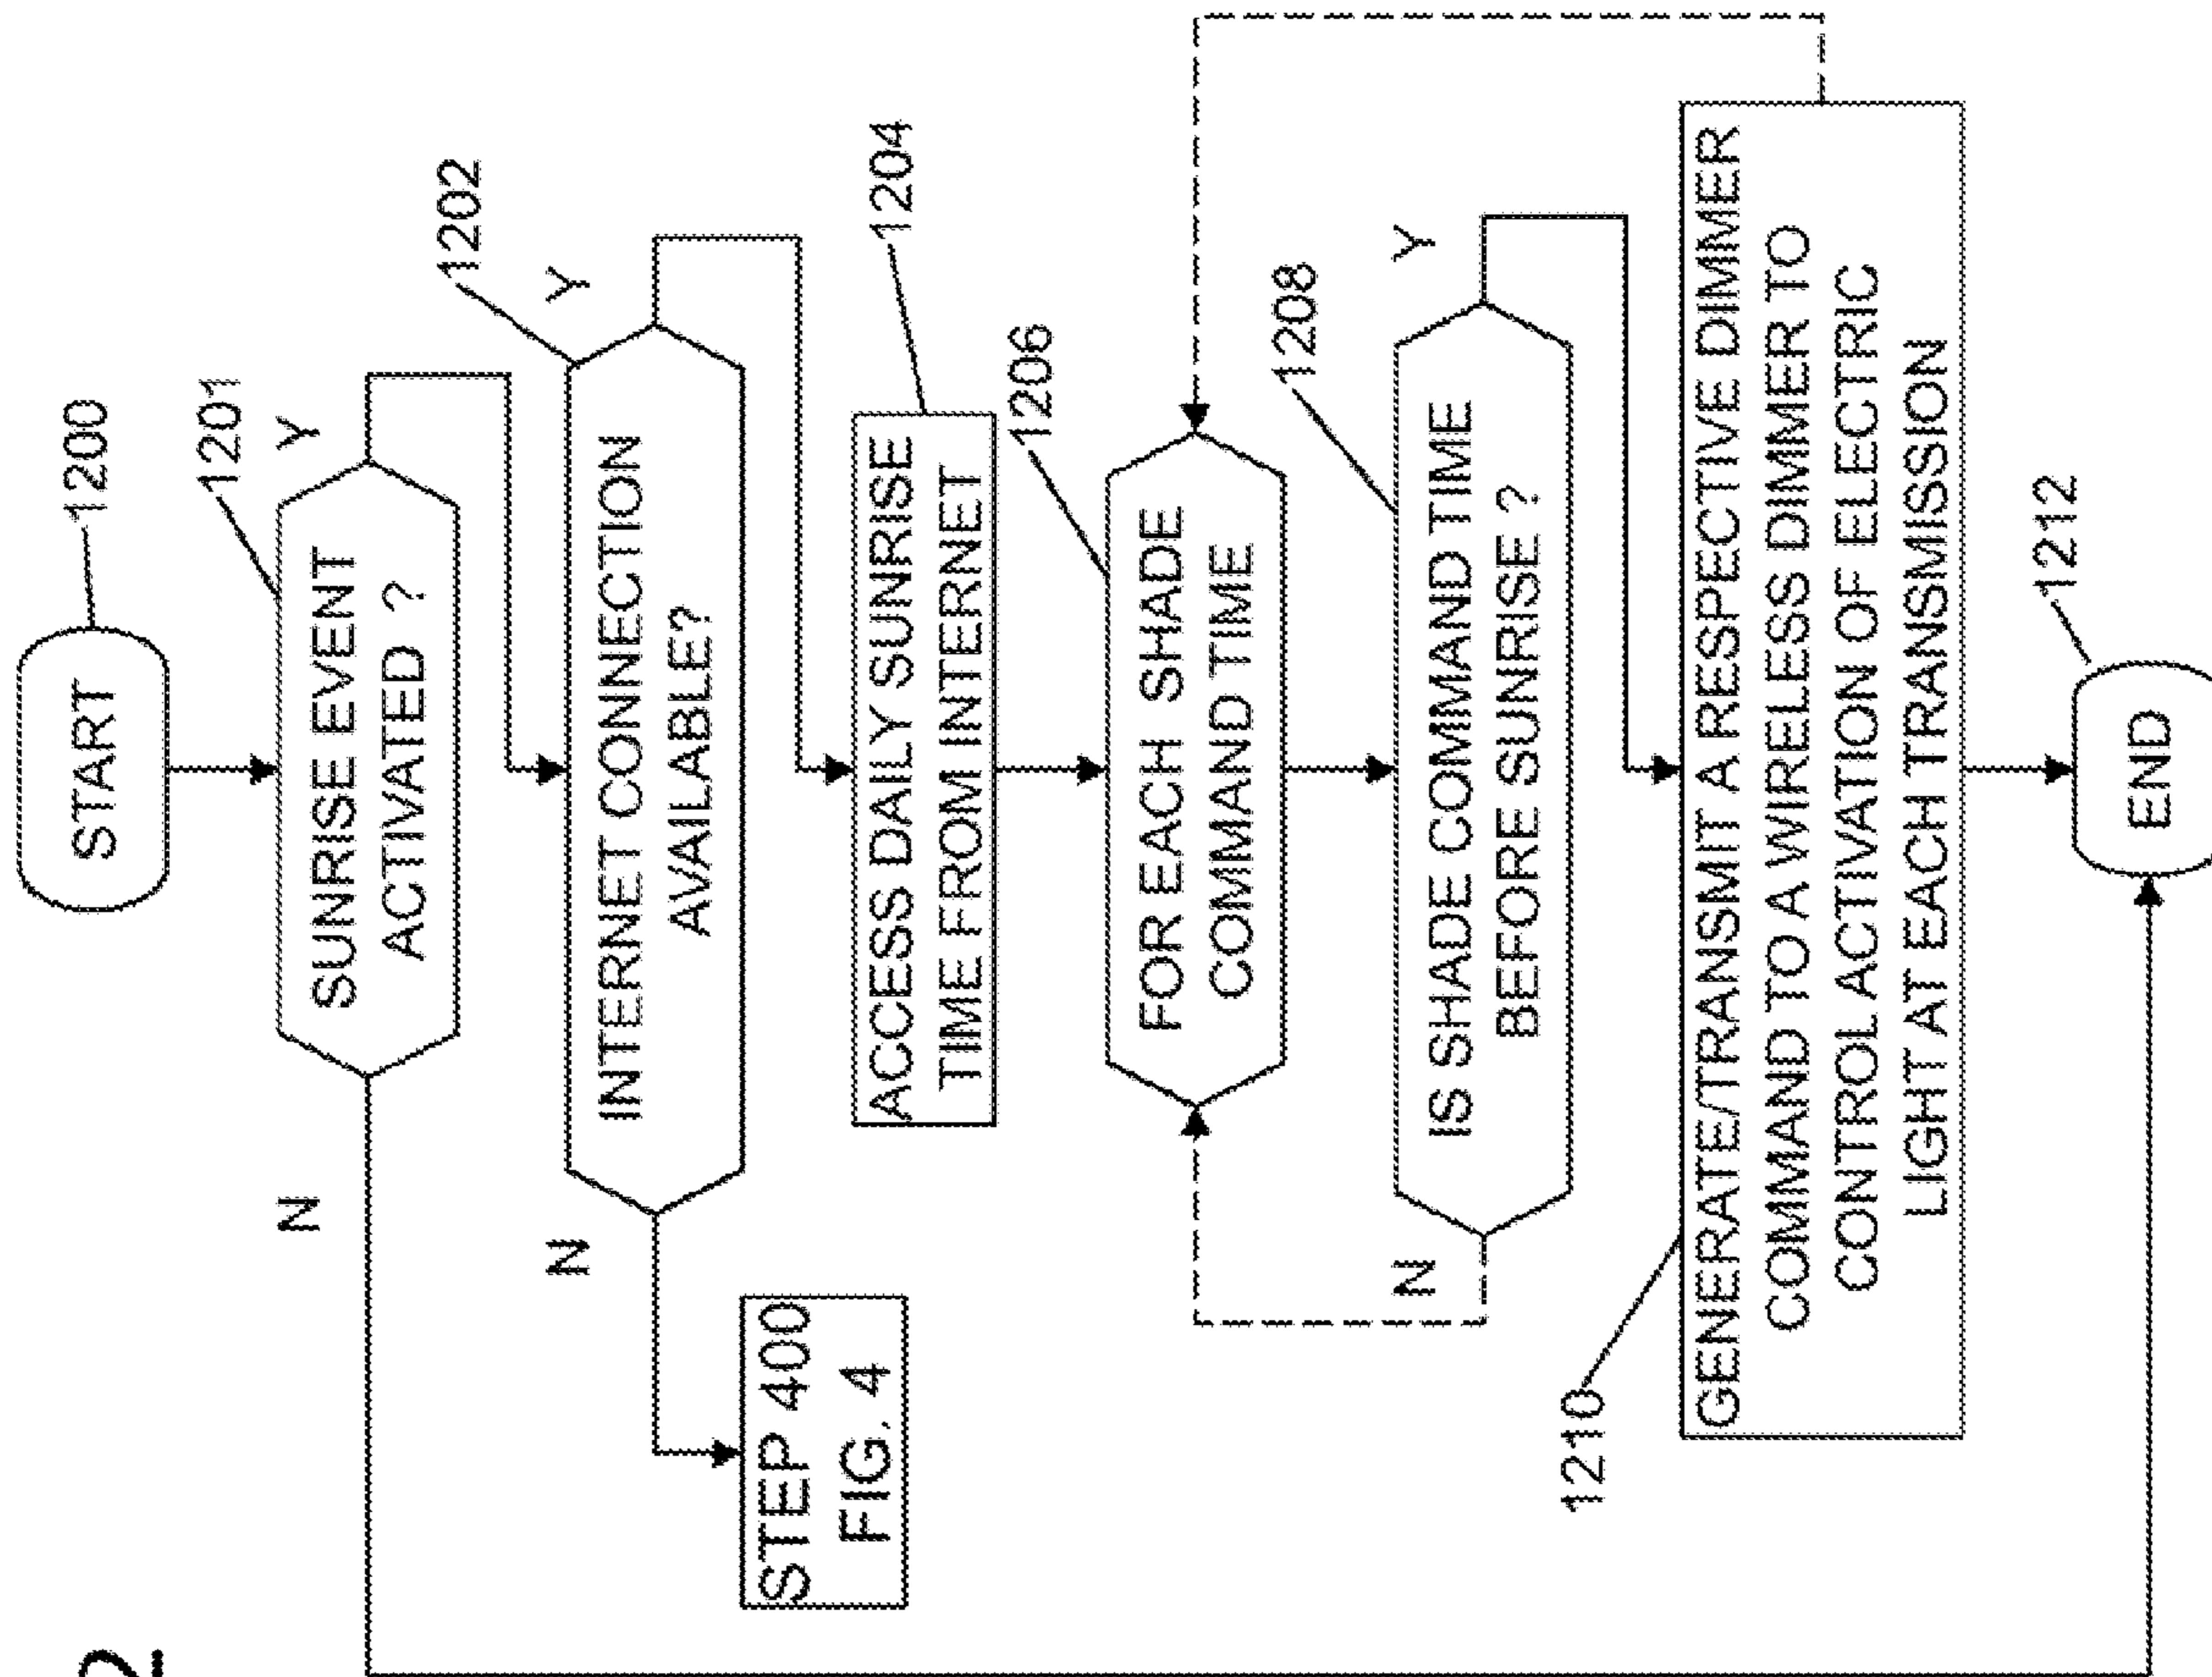 2
START
1200
SUNRISE EVENT
ACTIVATED ?
1201
Y
N
INTERNET CONNECTION
AVAILABLE?
1202
Y
N
STEP 400
FIG. 4
ACCESS DAILY SUNRISE
TIME FROM INTERNET
1204
FOR EACH SHADE
COMMAND TIME
1206
IS SHADE COMMAND TIME
BEFORE SUNRISE ?
1208
Y
N
GENERATE/TRANSMIT A RESPECTIVE DIMMER
COMMAND TO A WIRELESS DIMMER TO
CONTROL ACTIVATION OF ELECTRIC
LIGHT AT EACH TRANSMISSION
1210
END
1212